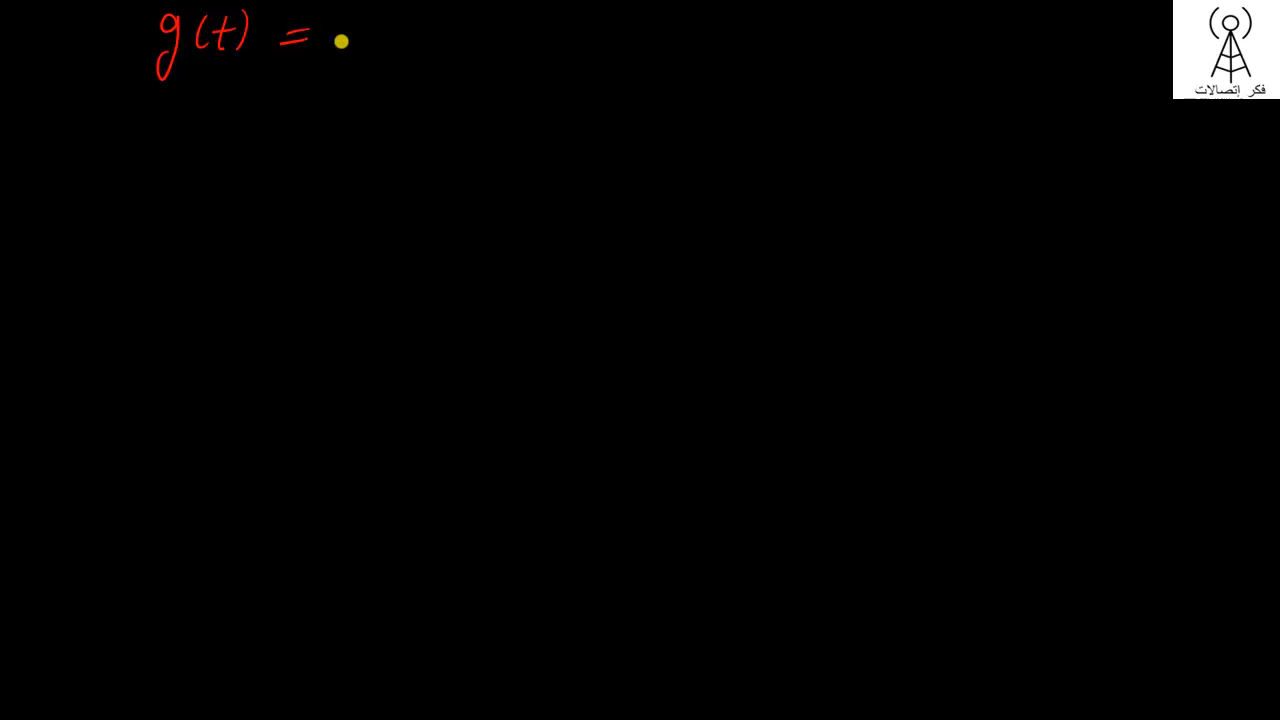 g(t) =
فكر إتصالات